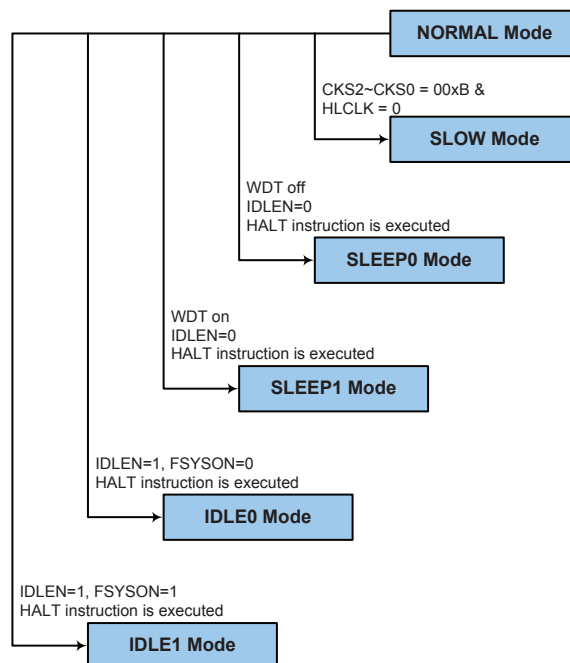 NORMAL Mode
CKS2~CKS0 = 00xB &
HLCLK = 0
SLOW Mode
WDT off
IDLEN=0
HALT instruction is executed
SLEEP0 Mode
WDT on
IDLEN=0
HALT instruction is executed
SLEEP1 Mode
IDLEN=1, FSYSON=0
HALT instruction is executed
IDLE0 Mode
IDLEN=1, FSYSON=1
HALT instruction is executed
IDLE1 Mode